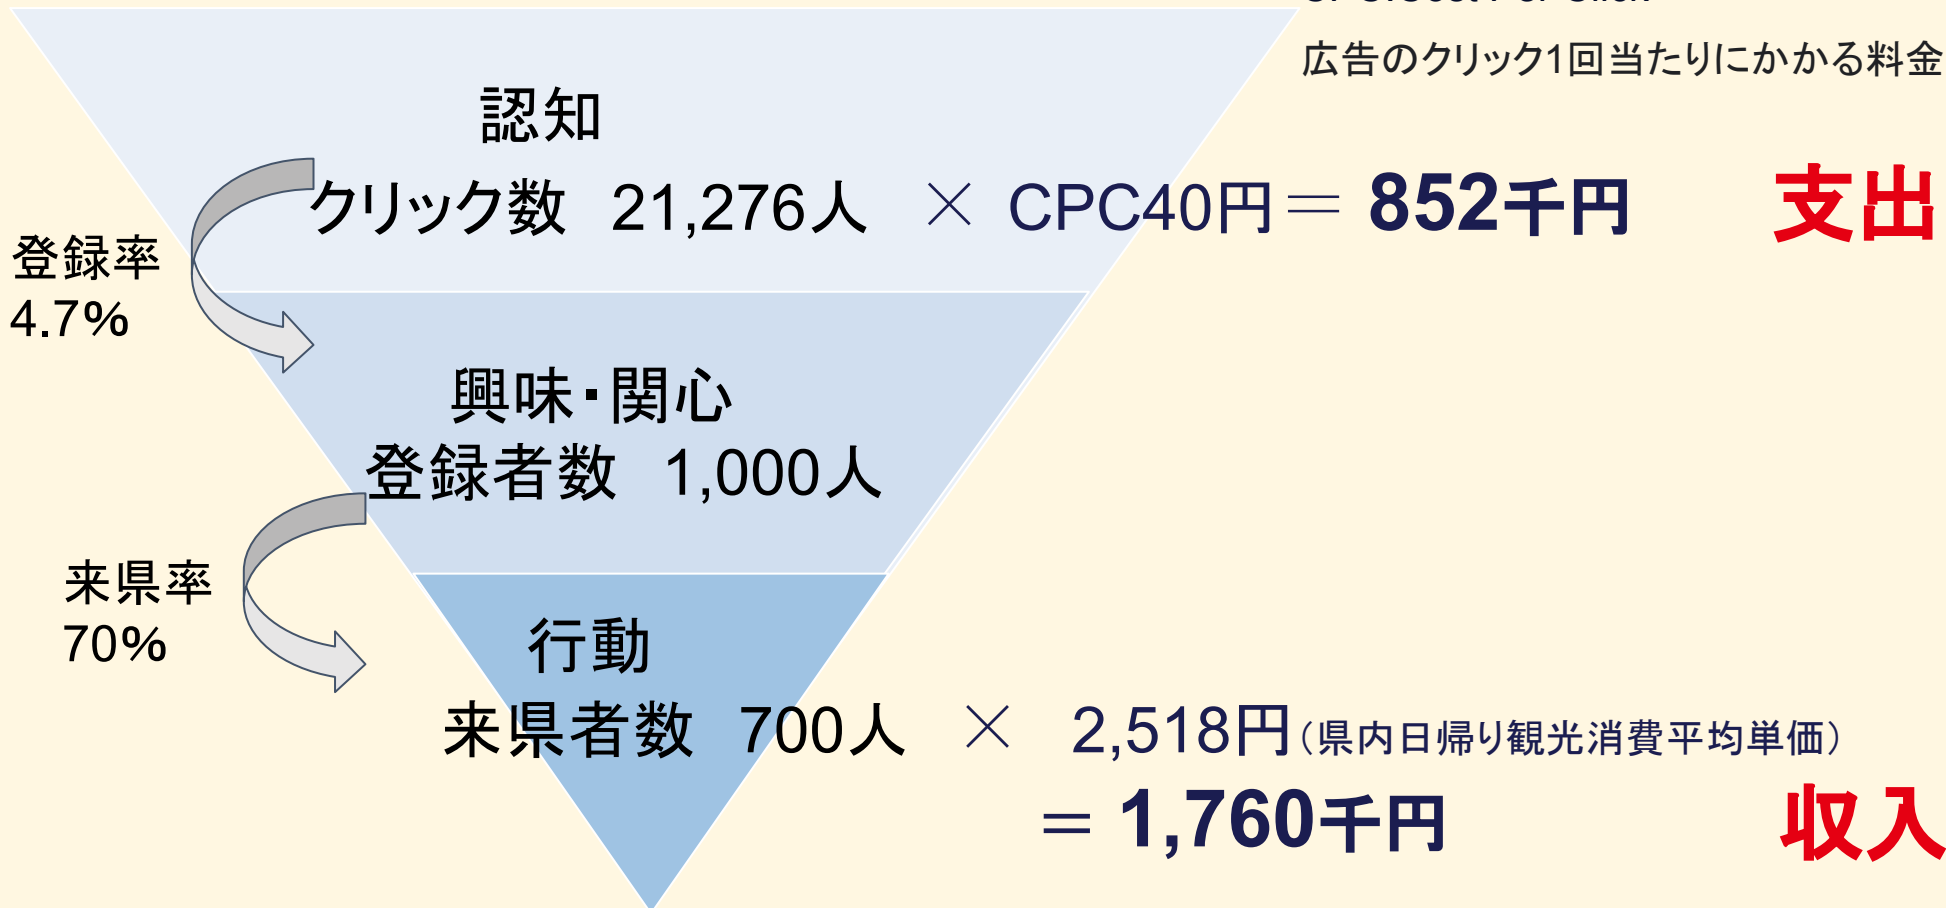 広告のクリック1回当たりにかかる料金
認知
クリック数 21,276人 × CPC40円＝ 852千円 支出
登録率
4.7%
興味・関心
登録者数 1,000人
来県率
70%
行動
来県者数 700人 × 2,518円（県内日帰り観光消費平均単価）
＝ 1,760千円 収入